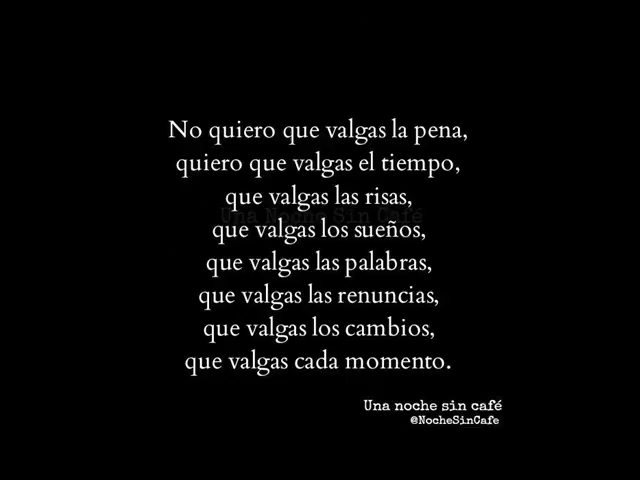 No quiero que valgas la pena,
quiero que valgas el tiempo,
que valgas las risas,
Una Noche Sin Café
que valgas los sueños,
que valgas las palabras,
que valgas las renuncias,
que valgas los cambios,
que valgas cada momento.
Una noche sin café
@NocheSinCafe